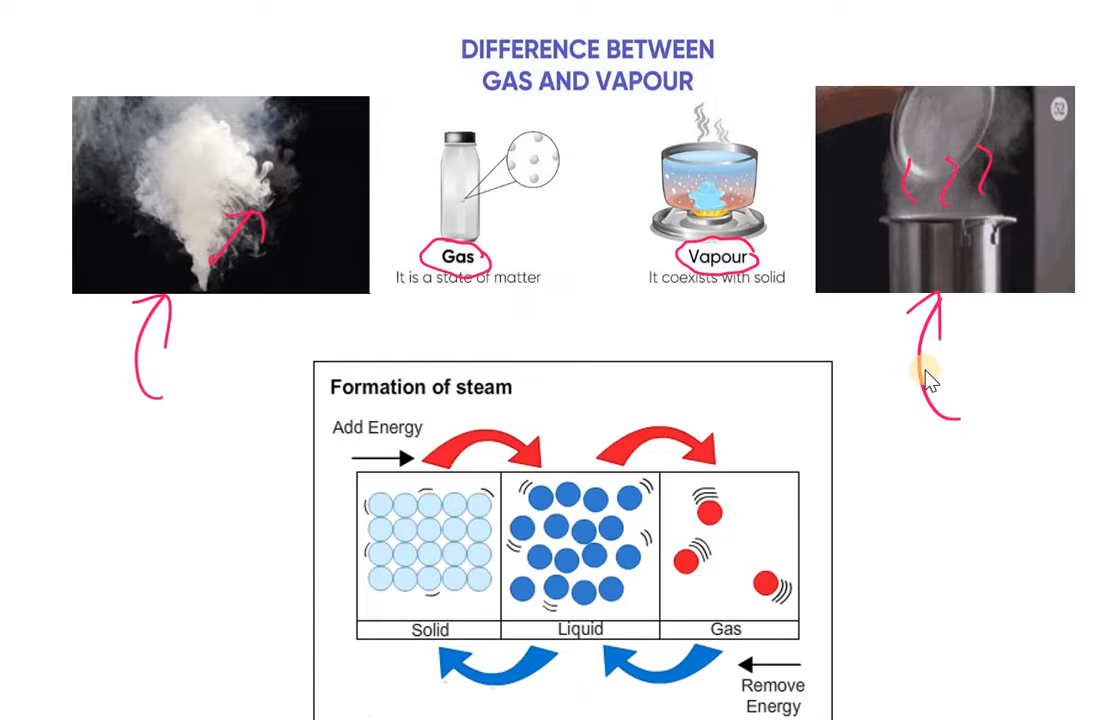 DIFFERENCE BETWEEN
GAS AND VAPOUR
52
Gas
It is a state of matter
Vapour
It coexists with solid
Formation of steam
Add Energy
Solid
Liquid
Gas
Remove
Energy